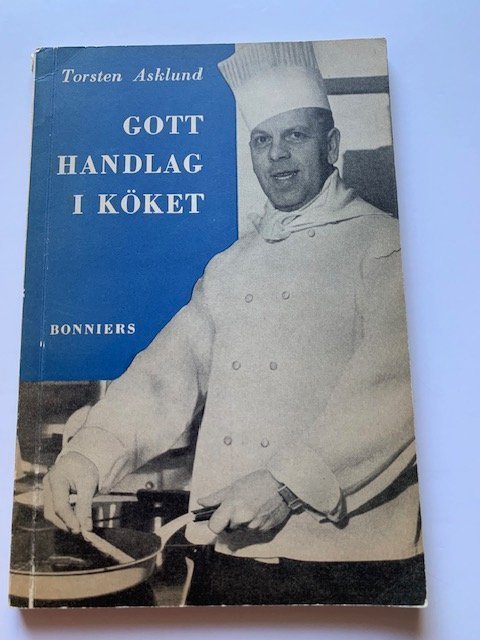 Torsten Asklund
GOTT
HANDLAG
I KÖKET
BONNIERS